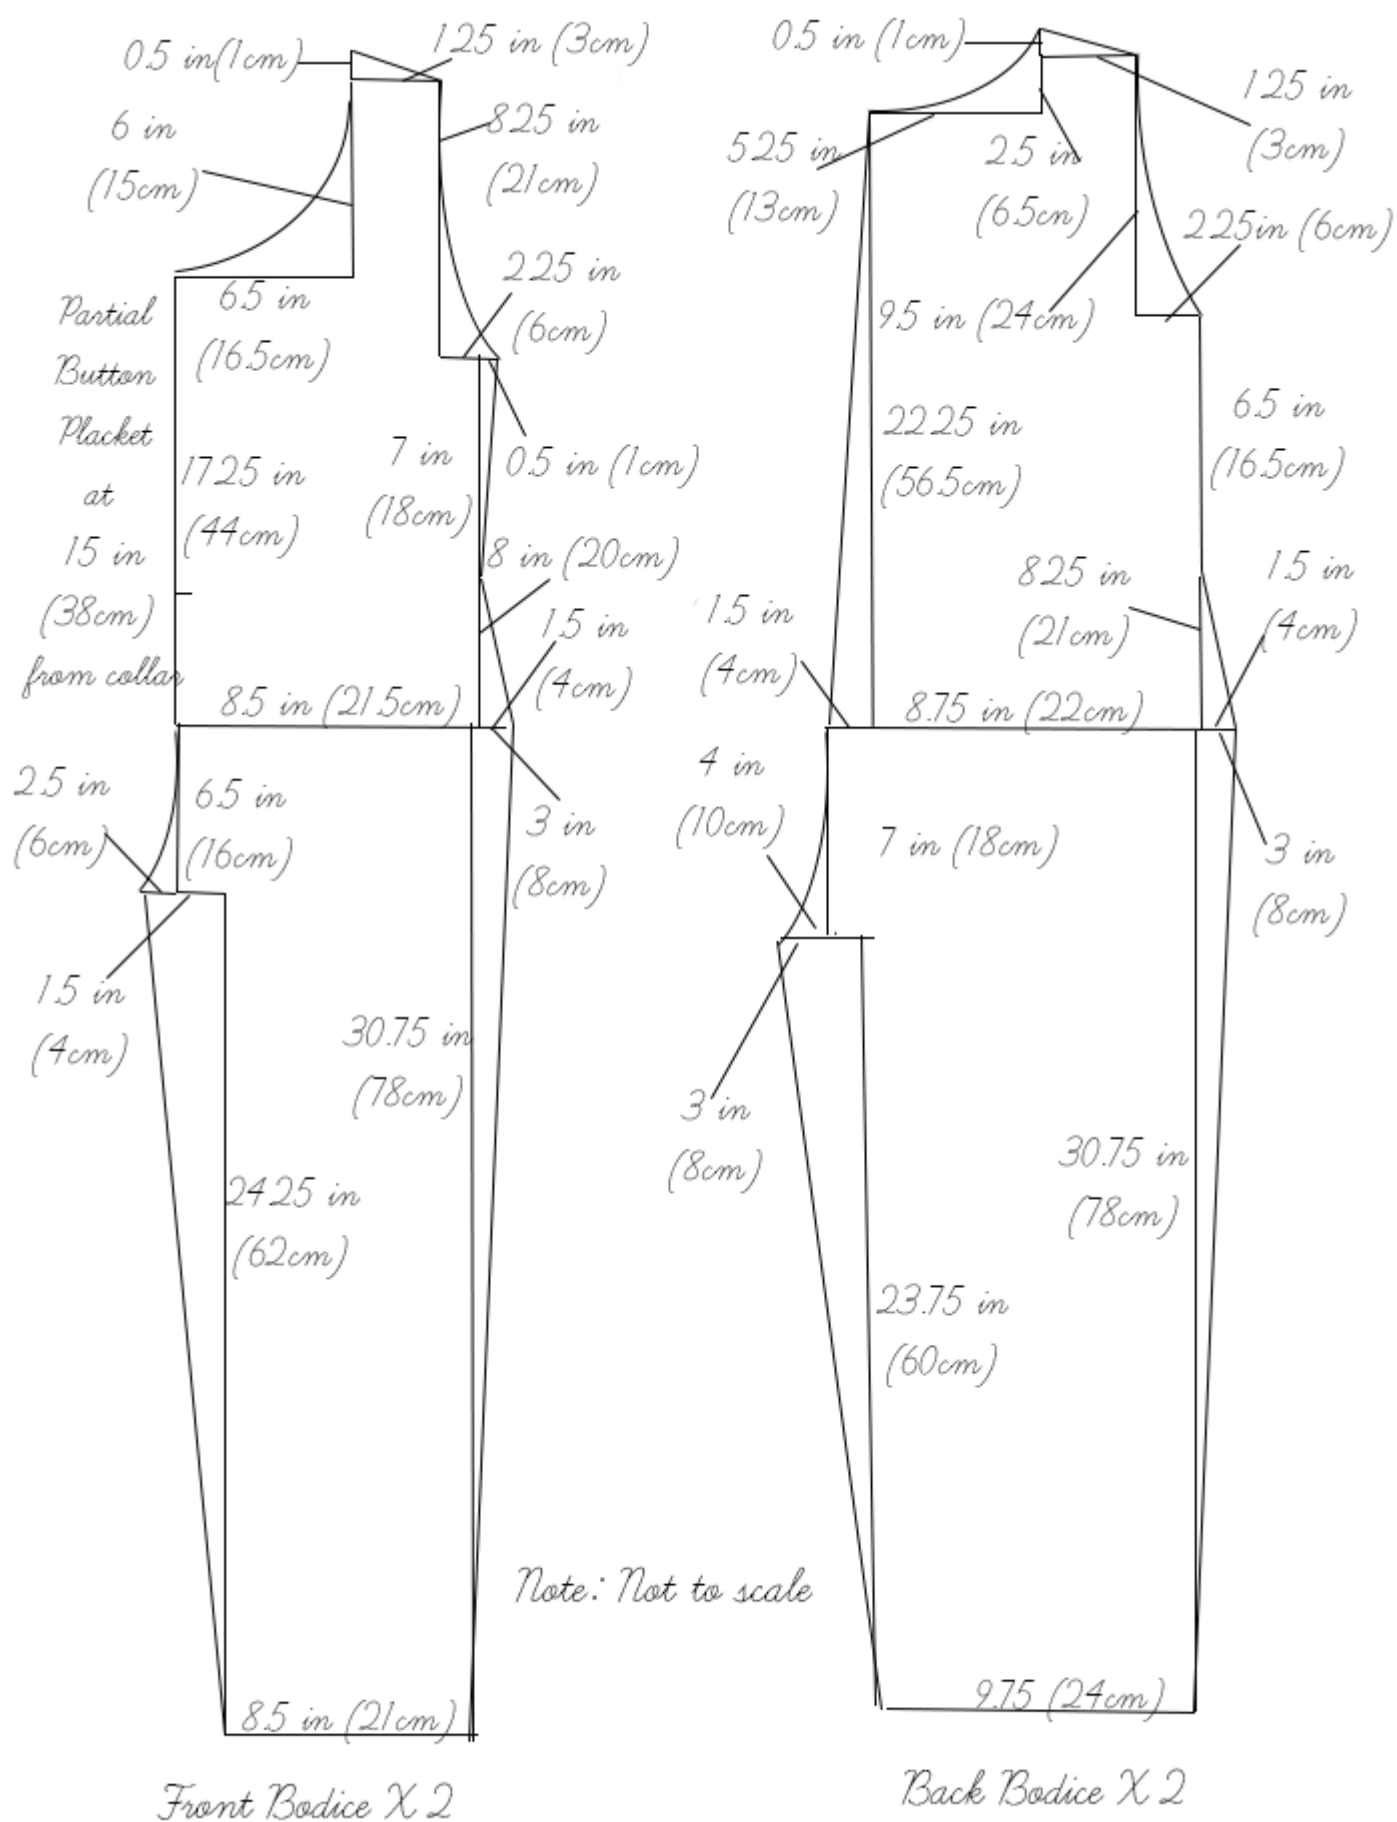 0.5 in(1cm)
1.25 in (3cm)
6 in
(15cm)
8.25 in
(21cm)
2.25 in
(6cm)
6.5 in
(16.5cm)
Partial
Button
Placket
at
15 in
(38cm)
from collar
17.25 in
(44cm)
7 in
(18cm)
0.5 in (1cm)
8 in (20cm)
1.5 in
(4cm)
8.5 in (21.5cm)
2.5 in
(6cm)
6.5 in
(16cm)
3 in
(8cm)
1.5 in
(4cm)
30.75 in
(78cm)
24.25 in
(62cm)
8.5 in (21cm)
Front Bodice X 2
0.5 in (1cm)
1.25 in
(3cm)
5.25 in
(13cm)
2.5 in
(6.5cm)
2.25in (6cm)
9.5 in (24cm)
22.25 in
(56.5cm)
6.5 in
(16.5cm)
8.25 in
(21cm)
1.5 in
(4cm)
1.5 in
(4cm)
8.75 in (22cm)
4 in
(10cm)
7 in (18cm)
3 in
(8cm)
3 in
(8cm)
30.75 in
(78cm)
23.75 in
(60cm)
9.75 (24cm)
Note: Not to scale
Back Bodice X 2